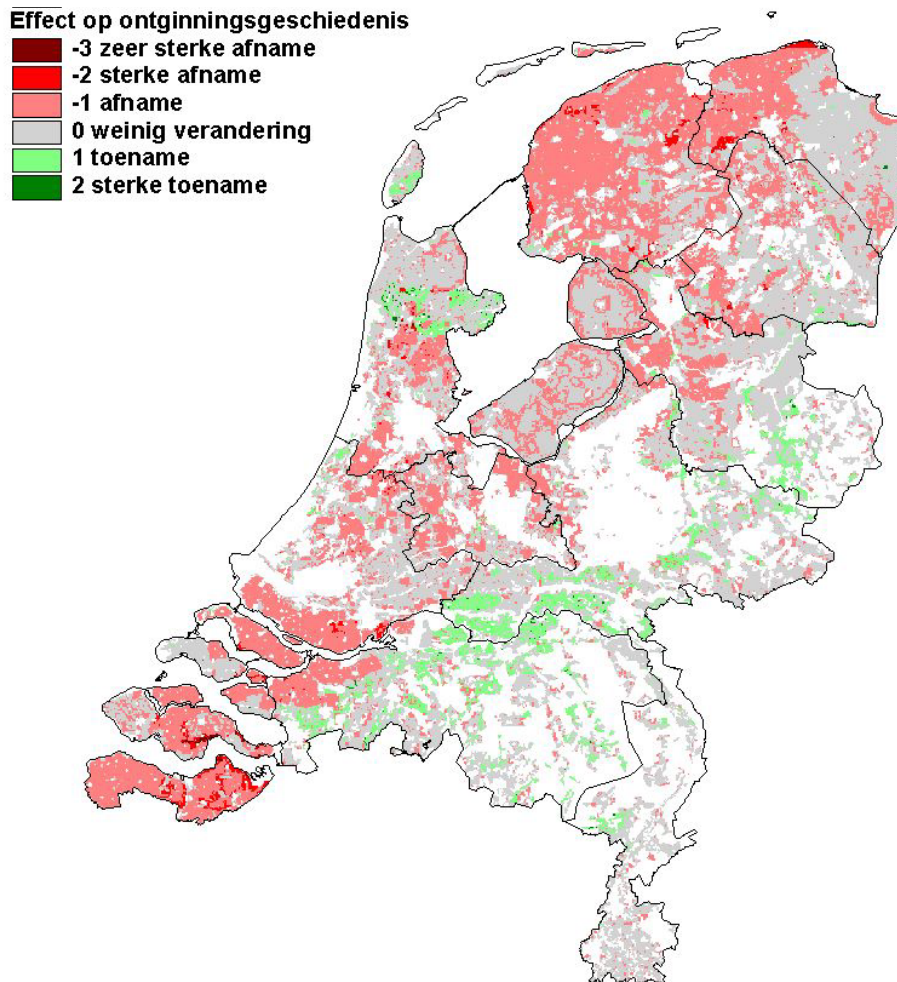 Effect op ontginningsgeschiedenis
-3 zeer sterke afname
-2 sterke afname
-1 afname
0 weinig verandering
1 toename
2 sterke toename